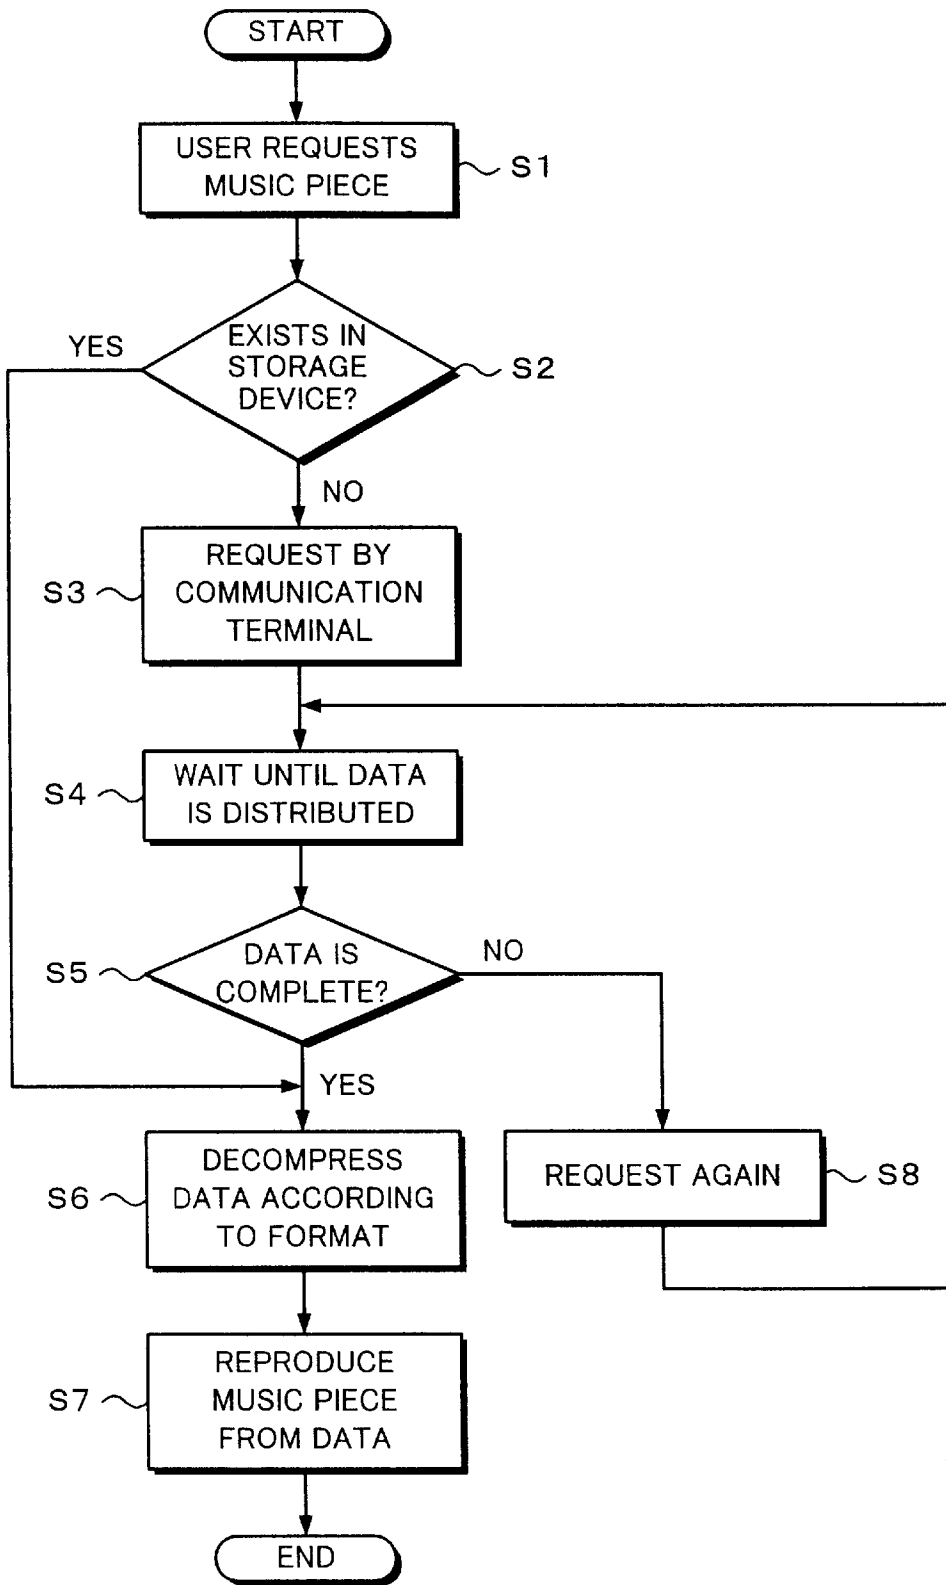 START
USER REQUESTS
MUSIC PIECE
S1
EXISTS IN
STORAGE
DEVICE?
YES
S2
NO
REQUEST BY
COMMUNICATION
TERMINAL
S3
WAIT UNTIL DATA
IS DISTRIBUTED
S4
DATA IS
COMPLETE?
S5
NO
YES
DECOMPRESS
DATA ACCORDING
TO FORMAT
S6
REQUEST AGAIN
S8
REPRODUCE
MUSIC PIECE
FROM DATA
S7
END